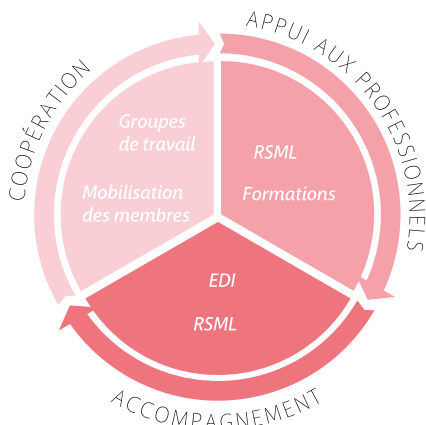 COOPÉRATION
APPUI AUX PROFESSIONNELS
Groupes
de travail
Mobilisation
des membres
RSML
Formations
EDI
RSML
ACCOMPAGNEMENT